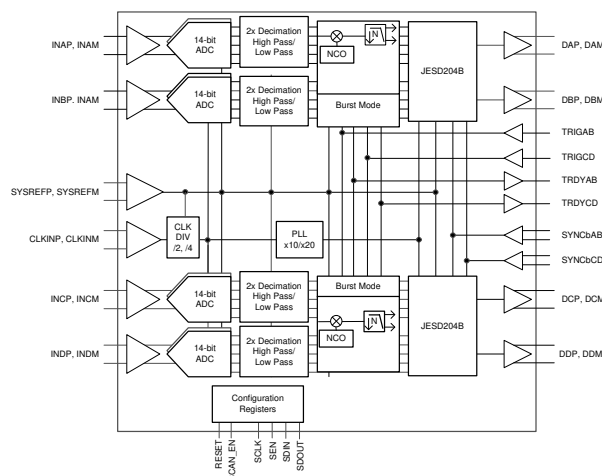 INAP, INAM
14-bit
ADC
2x Decimation
High Pass/
Low Pass
NCO
N
JESD204B
DAP, DAM
INBP. INAM
14-bit
ADC
2x Decimation
High Pass/
Low Pass
Burst Mode
DBP, DBM
TRIGAB
TRIGCD
TRDYAB
TRDYCD
SYSREFP, SYSREFM
CLKINP, CLKINM
CLK
DIV
/2, /4
PLL
x10/x20
SYNCbAB
SYNCbCD
INCP, INCM
14-bit
ADC
2x Decimation
High Pass/
Low Pass
Burst Mode
JESD204B
DCP, DCM
INDP, INDM
14-bit
ADC
2x Decimation
High Pass/
Low Pass
NCO
N
DDP, DDM
Configuration
Registers
RESET
CAN_EN
SCLK
SEN
SDIN
SDOUT